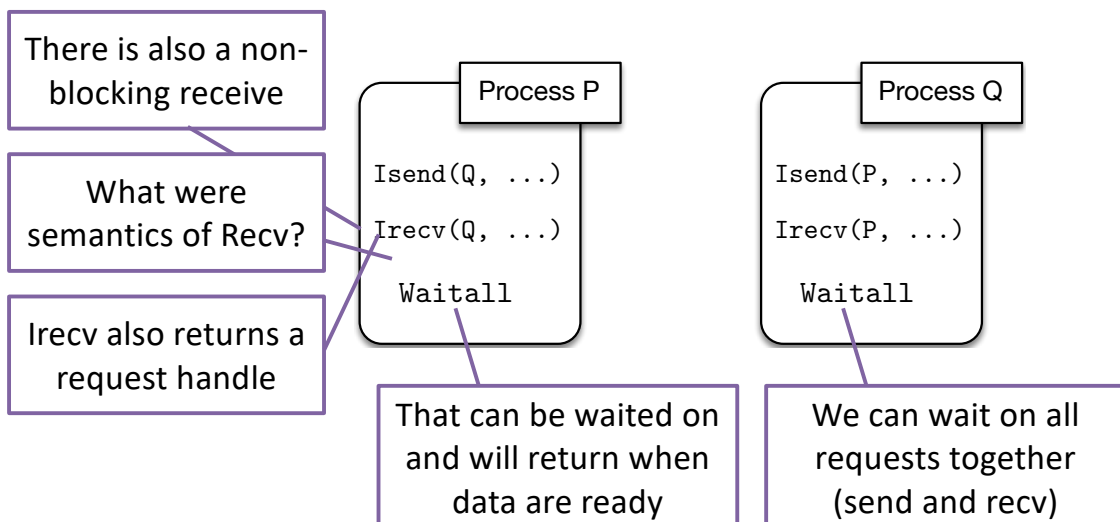 There is also a non-
blocking receive
What were
semantics of Recv?
Irecv also returns a
request handle
Process P
Isend(Q, ...)
Irecv(Q, ...)
Waitall
That can be waited on
and will return when
data are ready
Process Q
Isend(P, ...)
Irecv(P, ...)
Waitall
We can wait on all
requests together
(send and recv)